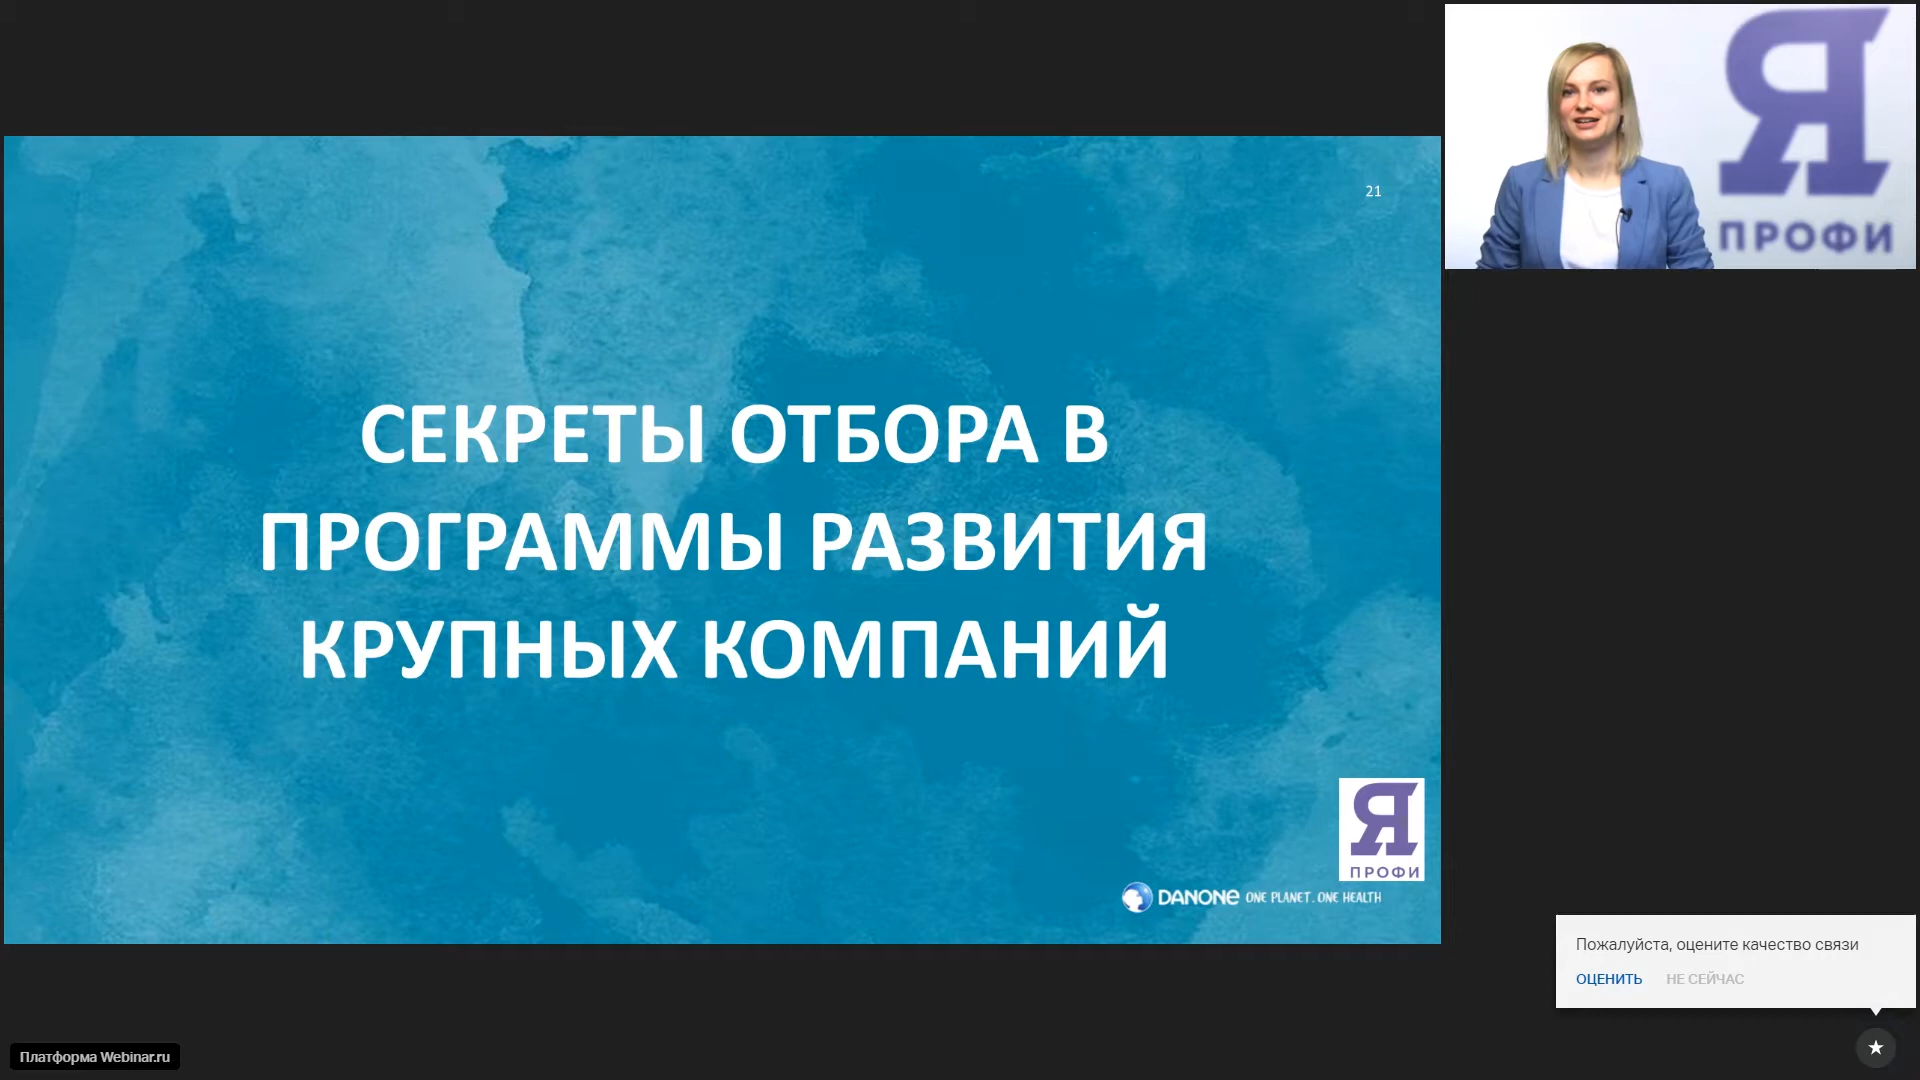 Я
ПРОФИ
21
СЕКРЕТЫ ОТБОРА В
ПРОГРАММЫ РАЗВИТИЯ
КРУПНЫХ КОМПАНИЙ
Я
ПРОФИ
DANONE ONE PLANET. ONE HEALTH
Пожалуйста, оцените качество связи
ОЦЕНИТЬ НЕ СЕЙЧАС
Платформа Webinar.ru